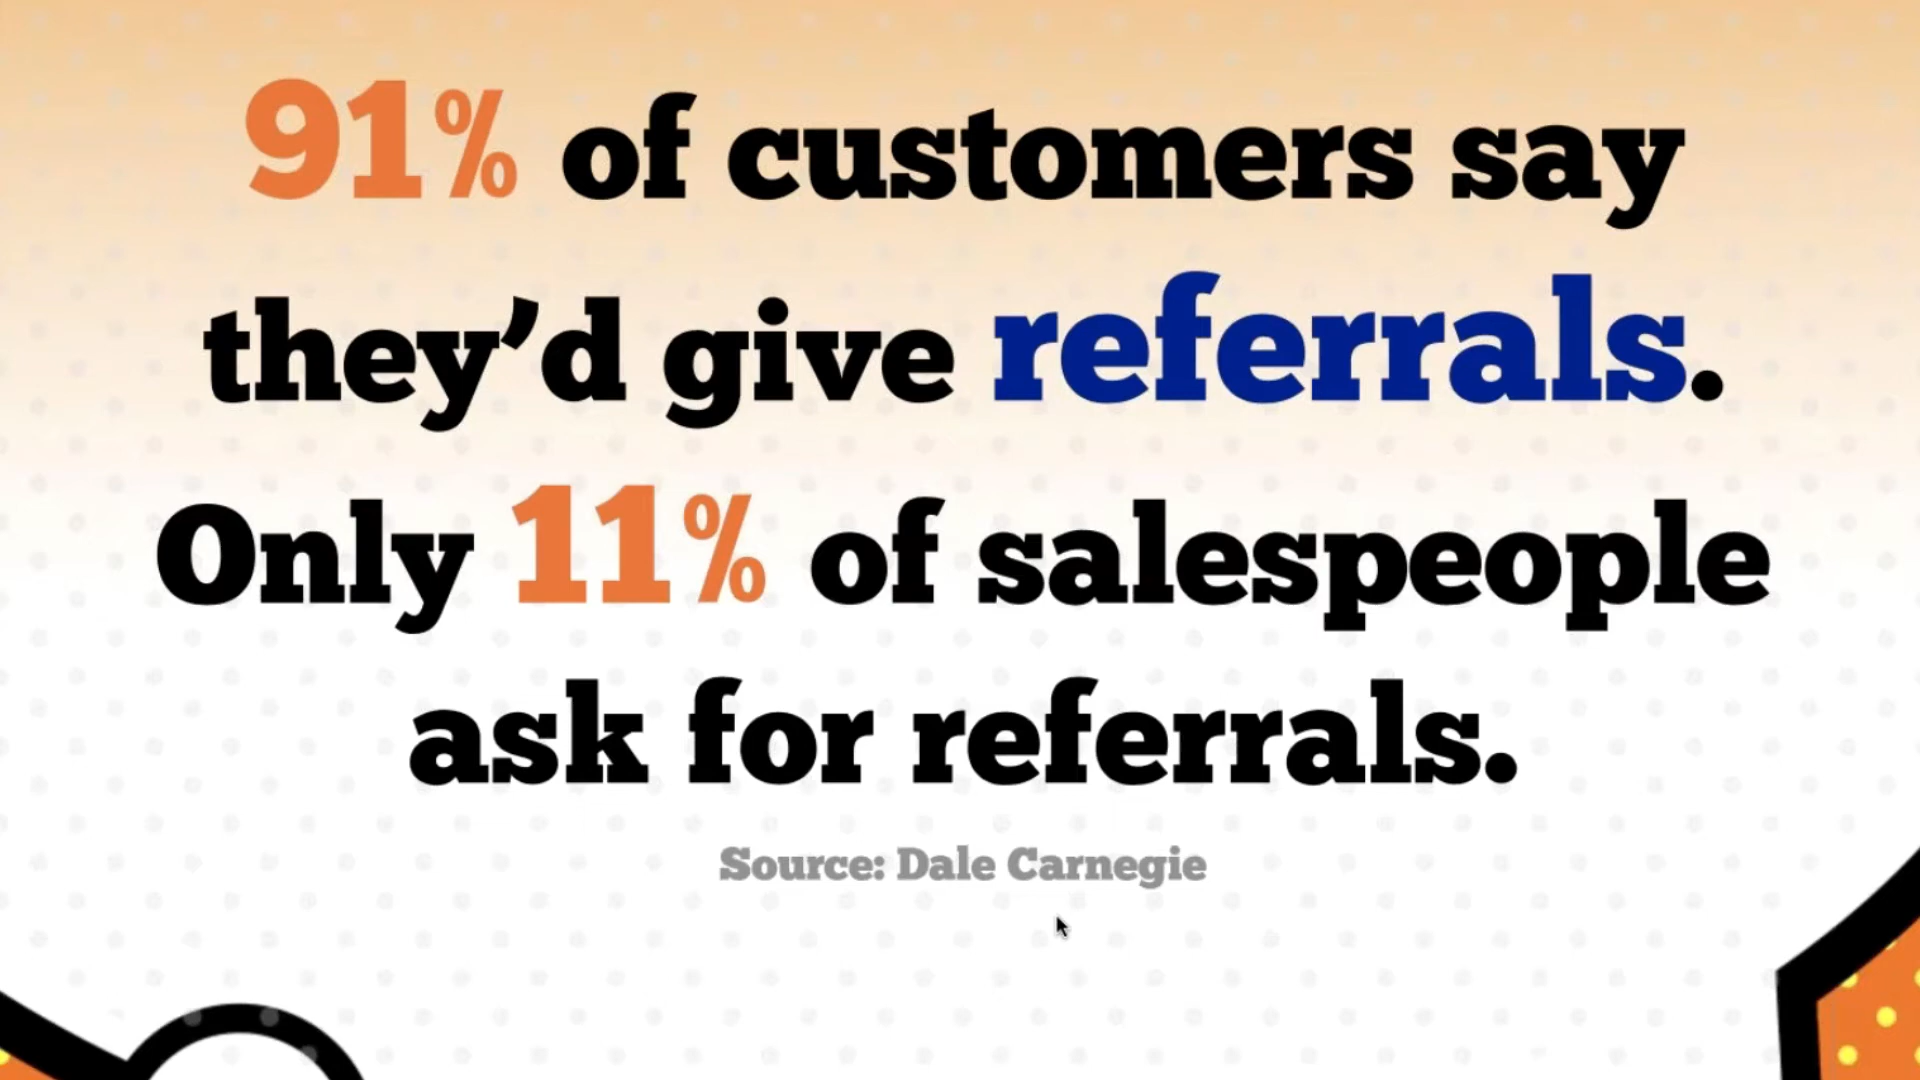 91% of customers say
they’d give referrals.
Only 11% of salespeople
ask for referrals.
Source: Dale Carnegie